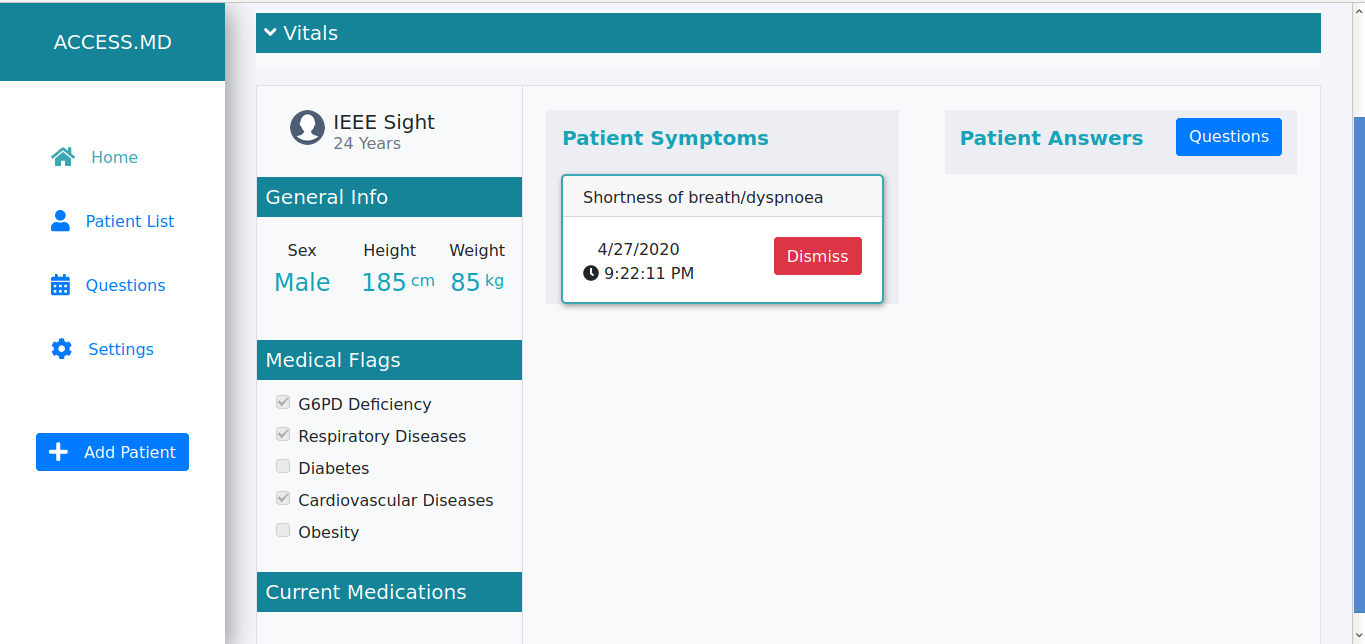 ACCESS.MD
Home
Patient List
Questions
Settings
Add Patient
Vitals
IEEE Sight
24 Years
General Info
Sex Height Weight
Male 185 cm 85 kg
Medical Flags
G6PD Deficiency
Respiratory Diseases
Diabetes
Cardiovascular Diseases
Obesity
Current Medications
Patient Symptoms
Shortness of breath/dyspnoea
4/27/2020
9:22:11 PM
Dismiss
Patient Answers
Questions